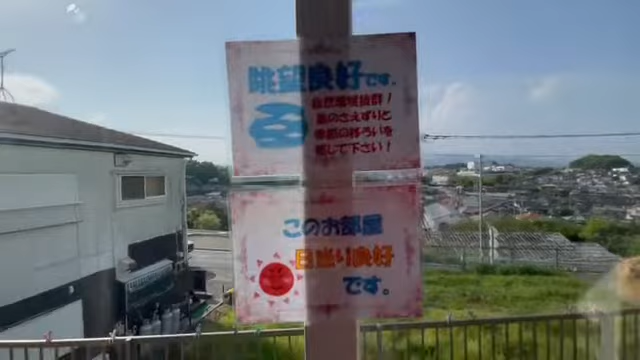 眺望良好です。
自然環境抜群!
鳥のさえずりと
季節の移ろいを
感じて下さい!
このお部屋
日当り良好
です。